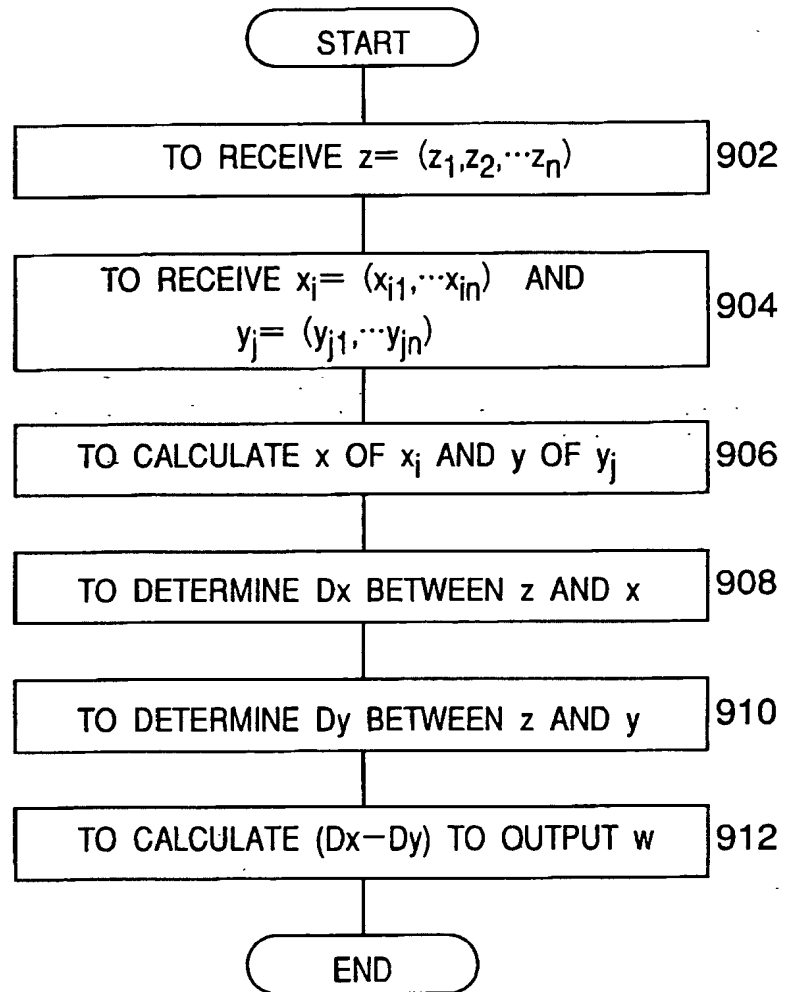 START
TO RECEIVE z= (z1,z2,⋯zn)
902
TO RECEIVE xi= (xi1,⋯xin) AND
yj= (yj1,⋯yjn)
904
TO CALCULATE x OF xi AND y OF yj
906
TO DETERMINE Dx BETWEEN z AND x
908
TO DETERMINE Dy BETWEEN z AND y
910
TO CALCULATE (Dx−Dy) TO OUTPUT w
912
END